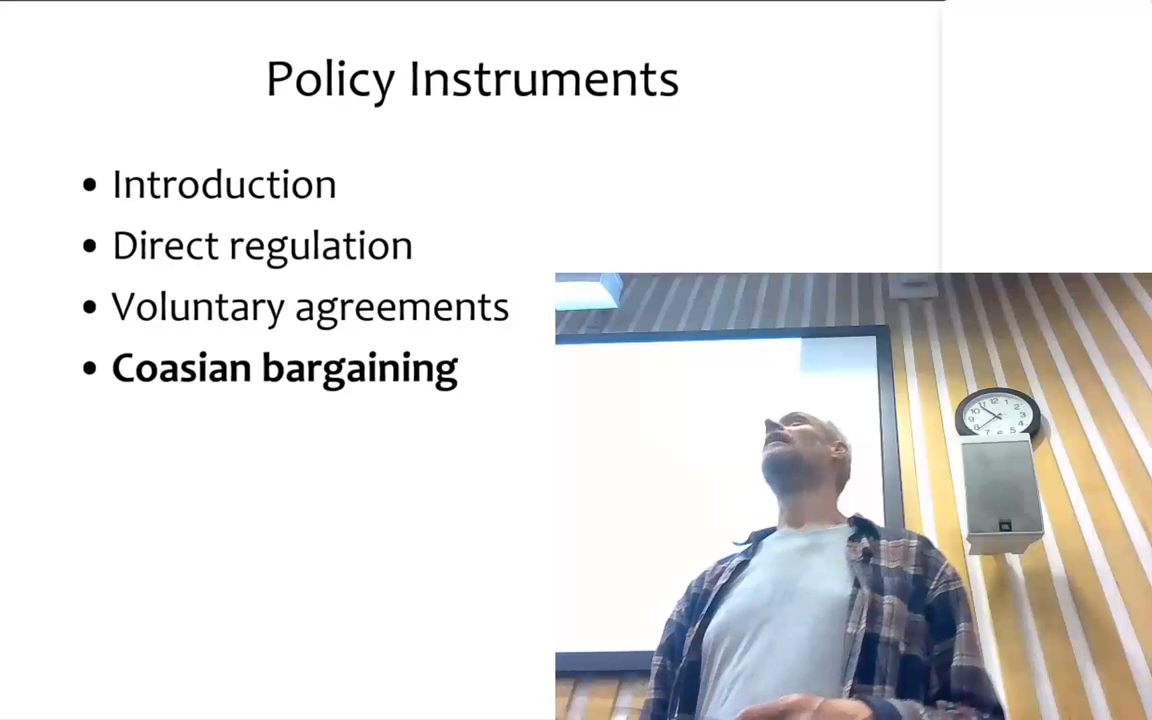 Policy Instruments
• Introduction
• Direct regulation
• Voluntary agreements
• Coasian bargaining